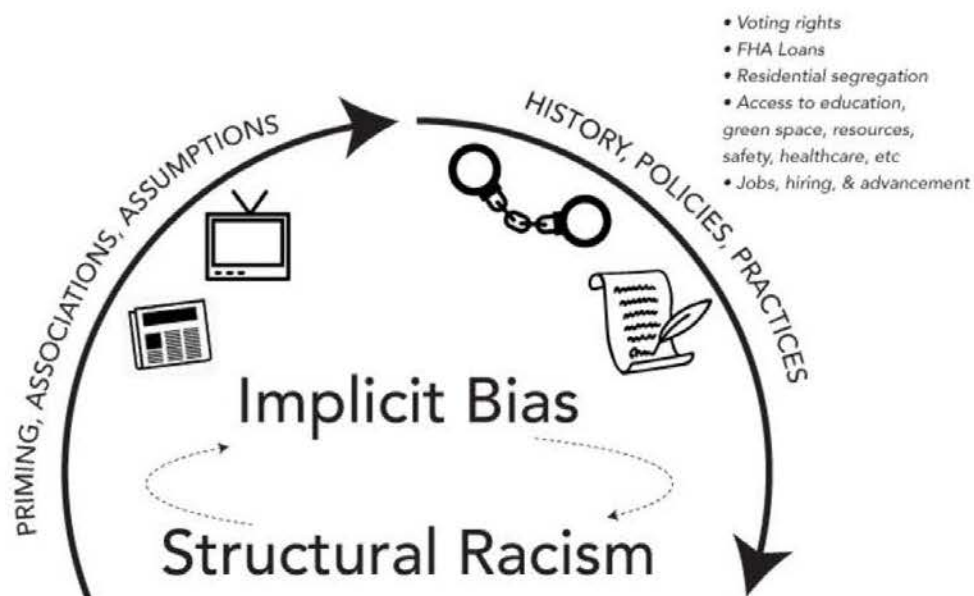 • Voting rights
• FHA Loans
• Residential segregation
• Access to education,
green space, resources,
safety, healthcare, etc
• Jobs, hiring, & advancement
PRIMING, ASSOCIATIONS, ASSUMPTIONS
HISTORY, POLICIES, PRACTICES
Implicit Bias
Structural Racism